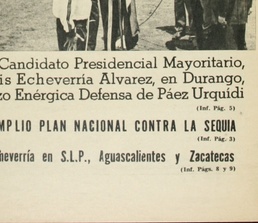 Candidato Presidencial Mayoritario,
is Echeverría Alvarez, en Durango,
zo Enérgica Defensa de Páez Urquidi
(Inf. Pág. 5)
MPLIO PLAN NACIONAL CONTRA LA SEQUIA
(Inf. Pág. 3)
cheverría en S.L.P., Aguascalientes y Zacatecas
(Inf. Págs. 8 y 9)